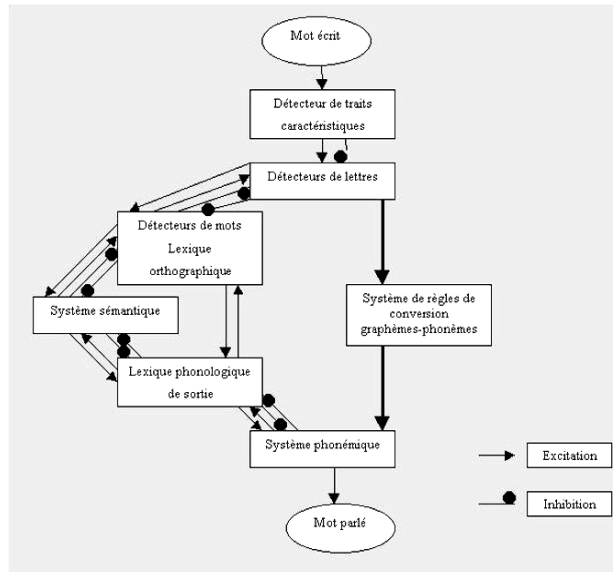 Mot écrit
Détecteur de traits
caractéristiques
Détecteurs de lettres
Détecteurs de mots
Lexique
orthographique
Système de règles de
conversion
graphèmes-phonèmes
Système sémantique
Lexique phonologique
de sortie
Système phonémique
Excitation
Inhibition
Mot parlé